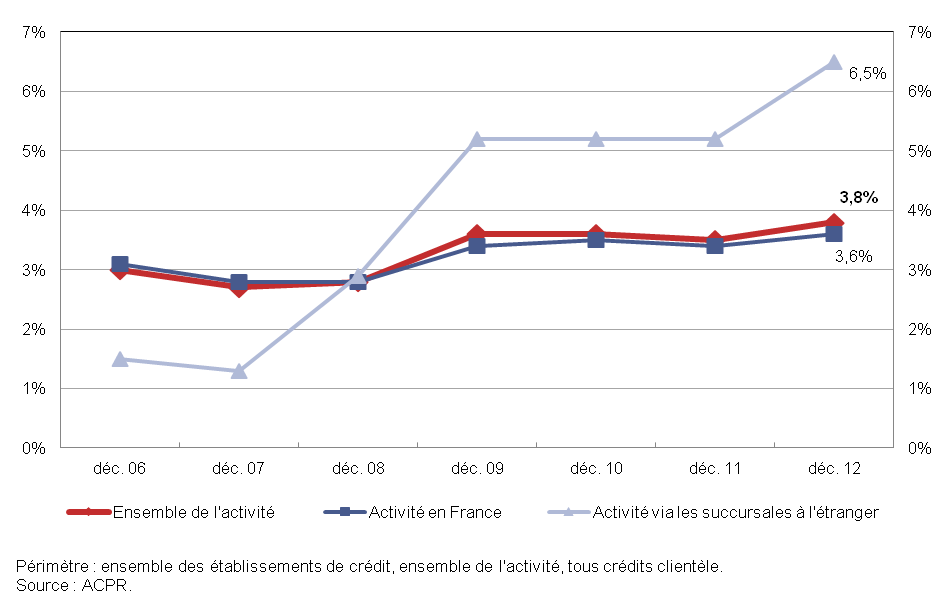 7% 7%
6% 6,5% 6%
5% 5%
4% 3,8% 4%
3% 3,6% 3%
2% 2%
1% 1%
0% 0%
déc. 06 déc. 07 déc. 08 déc. 09 déc. 10 déc. 11 déc. 12
Ensemble de l'activité Activité en France Activité via les succursales à l'étranger
Périmètre : ensemble des établissements de crédit, ensemble de l'activité, tous crédits clientèle.
Source : ACPR.